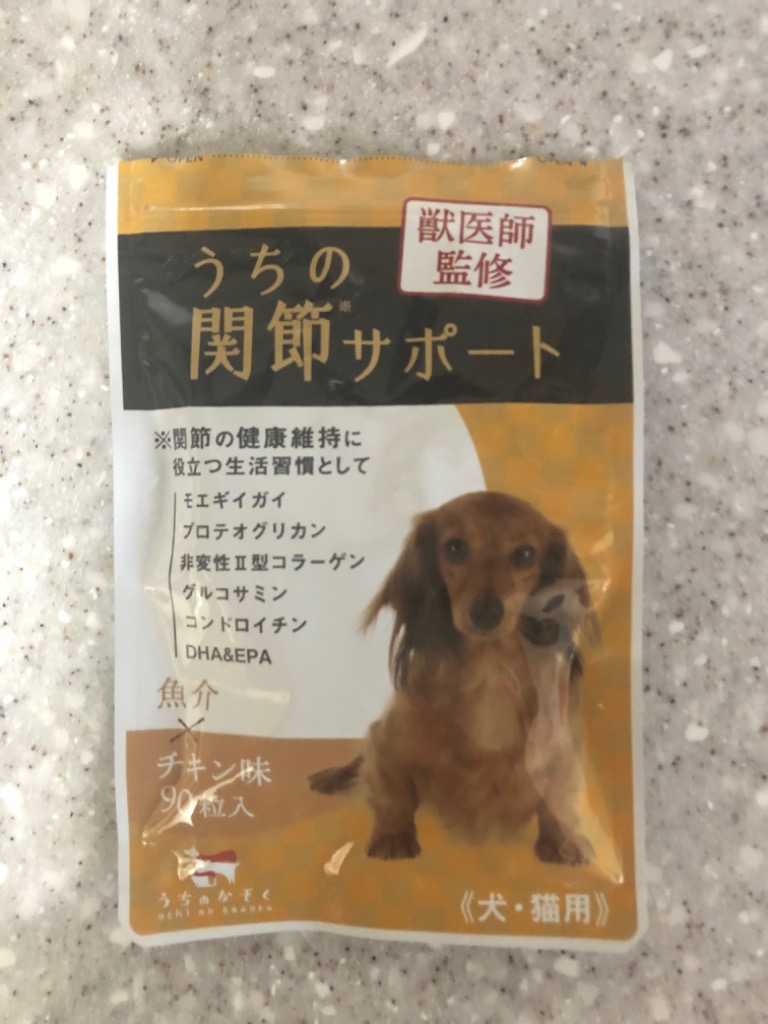 OPEN
OPEN
獣医師
監修
うちの
関節※
サポート
※関節の健康維持に
役立つ生活習慣として
モエギイガイ
プロテオグリカン
非変性Ⅱ型コラーゲン
グルコサミン
コンドロイチン
DHA&EPA
魚介
×
チキン味
90粒入
うちのかぞく
uchi no kazoku
《犬・猫用》